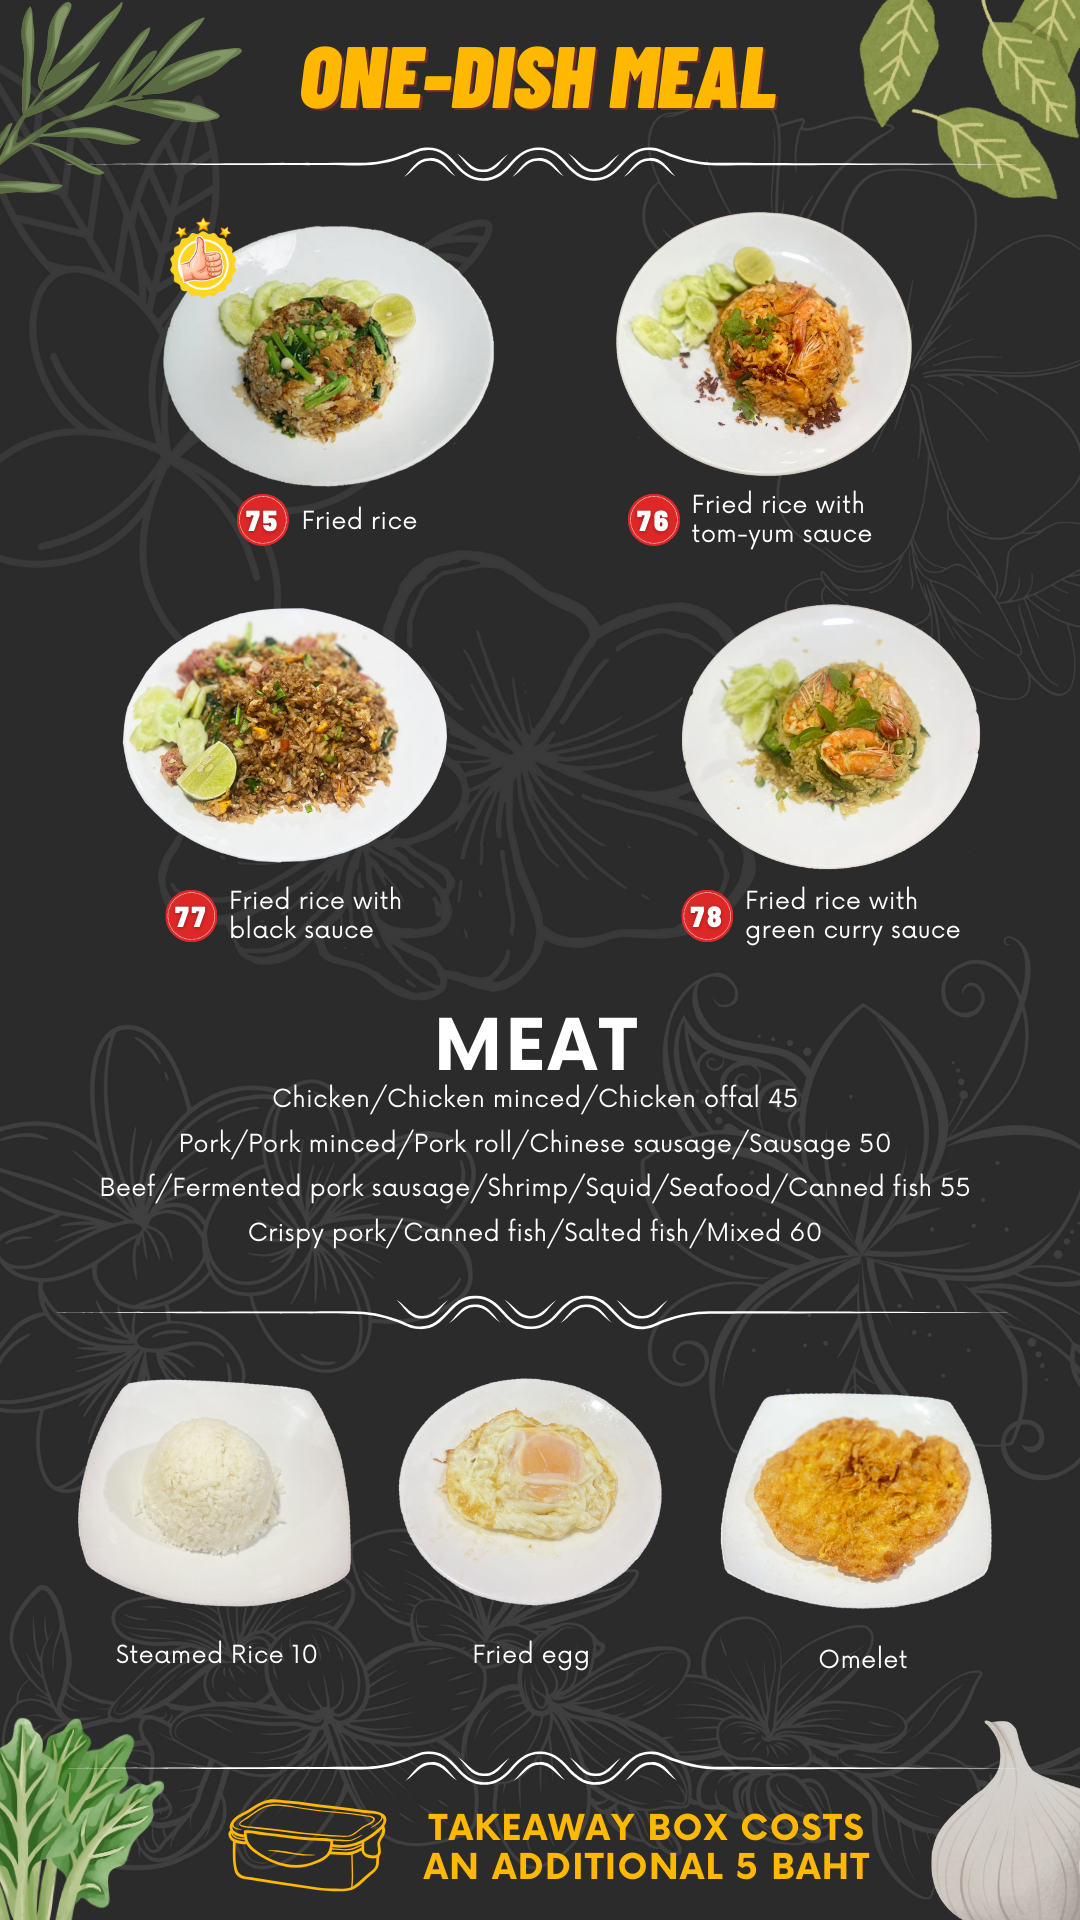 ONE-DISH MEAL
75 Fried rice
76 Fried rice with
tom-yum sauce
77 Fried rice with
black sauce
78 Fried rice with
green curry sauce
MEAT
Chicken/Chicken minced/Chicken offal 45
Pork/Pork minced/Pork roll/Chinese sausage/Sausage 50
Beef/Fermented pork sausage/Shrimp/Squid/Seafood/Canned fish 55
Crispy pork/Canned fish/Salted fish/Mixed 60
Steamed Rice 10
Fried egg
Omelet
TAKEAWAY BOX COSTS
AN ADDITIONAL 5 BAHT